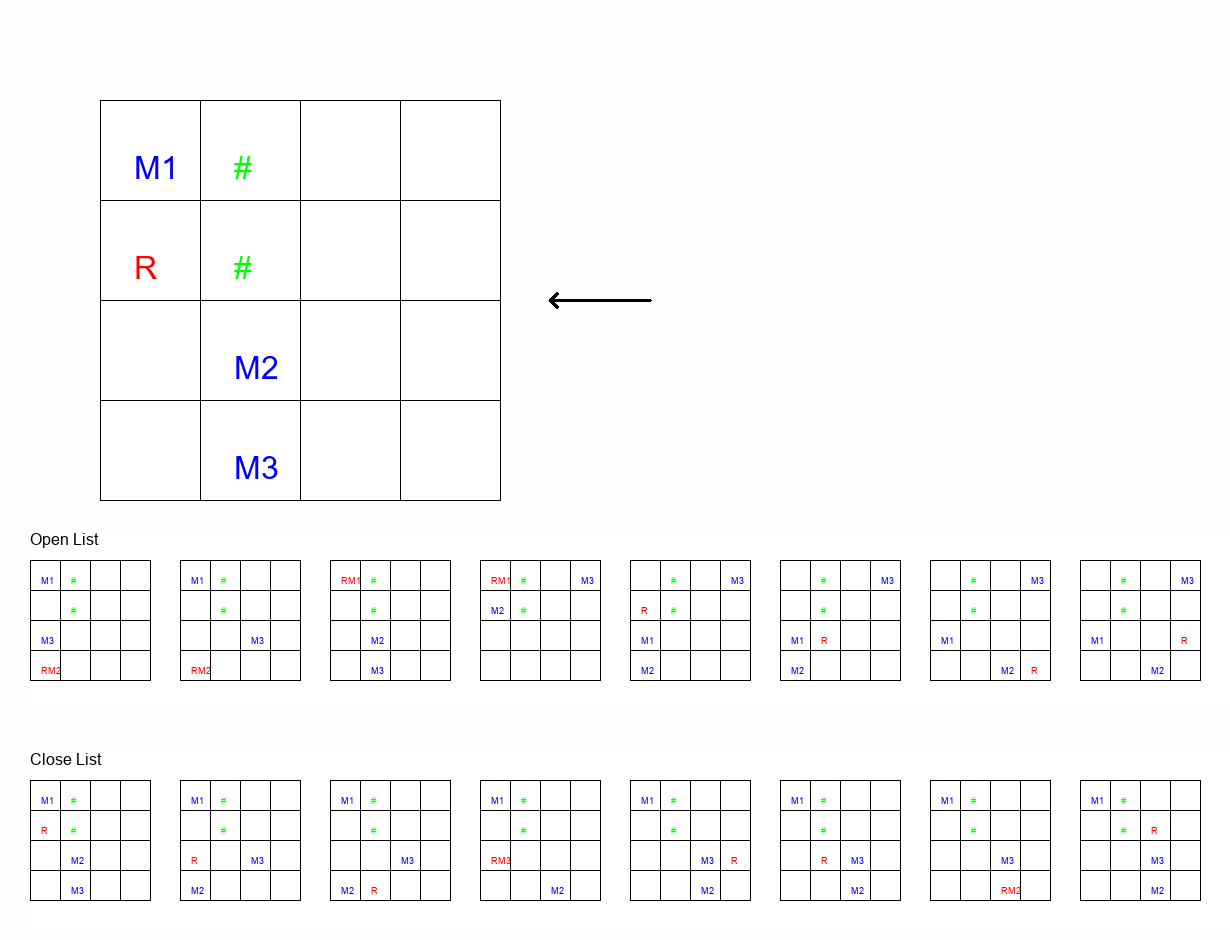 M1 #
R #
M2
M3
Open List
M1 # M1 # RM1 # RM1 # M3 # M3 # M3 # M3 # M3
# # # M2 # R # # # #
M3 M3 M2 M1 M1 R M1 M1 R
RM2 RM2 M3 M2 M2 M2 R M2
Close List
M1 # M1 # M1 # M1 # M1 # M1 # M1 # M1 #
R # # # # # # # # R
M2 R M3 M3 RM3 M3 R R M3 M3 M3
M3 M2 M2 R M2 M2 M2 RM2 M2